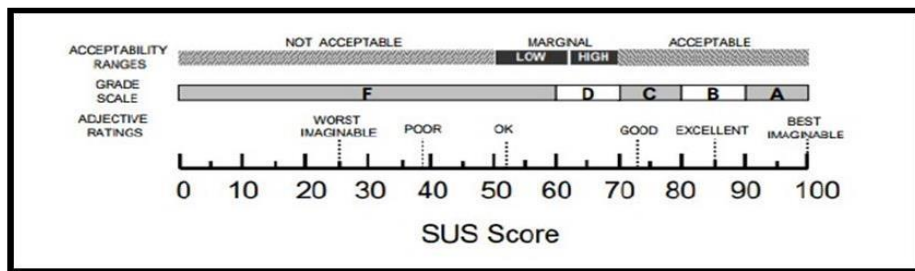 NOT ACCEPTABLE MARGINAL ACCEPTABLE
ACCEPTABILITY RANGES
LOW HIGH
GRADE SCALE
F D C B A
ADJECTIVE RATINGS
WORST IMAGINABLE POOR OK GOOD EXCELLENT BEST IMAGINABLE
0 10 20 30 40 50 60 70 80 90 100
SUS Score